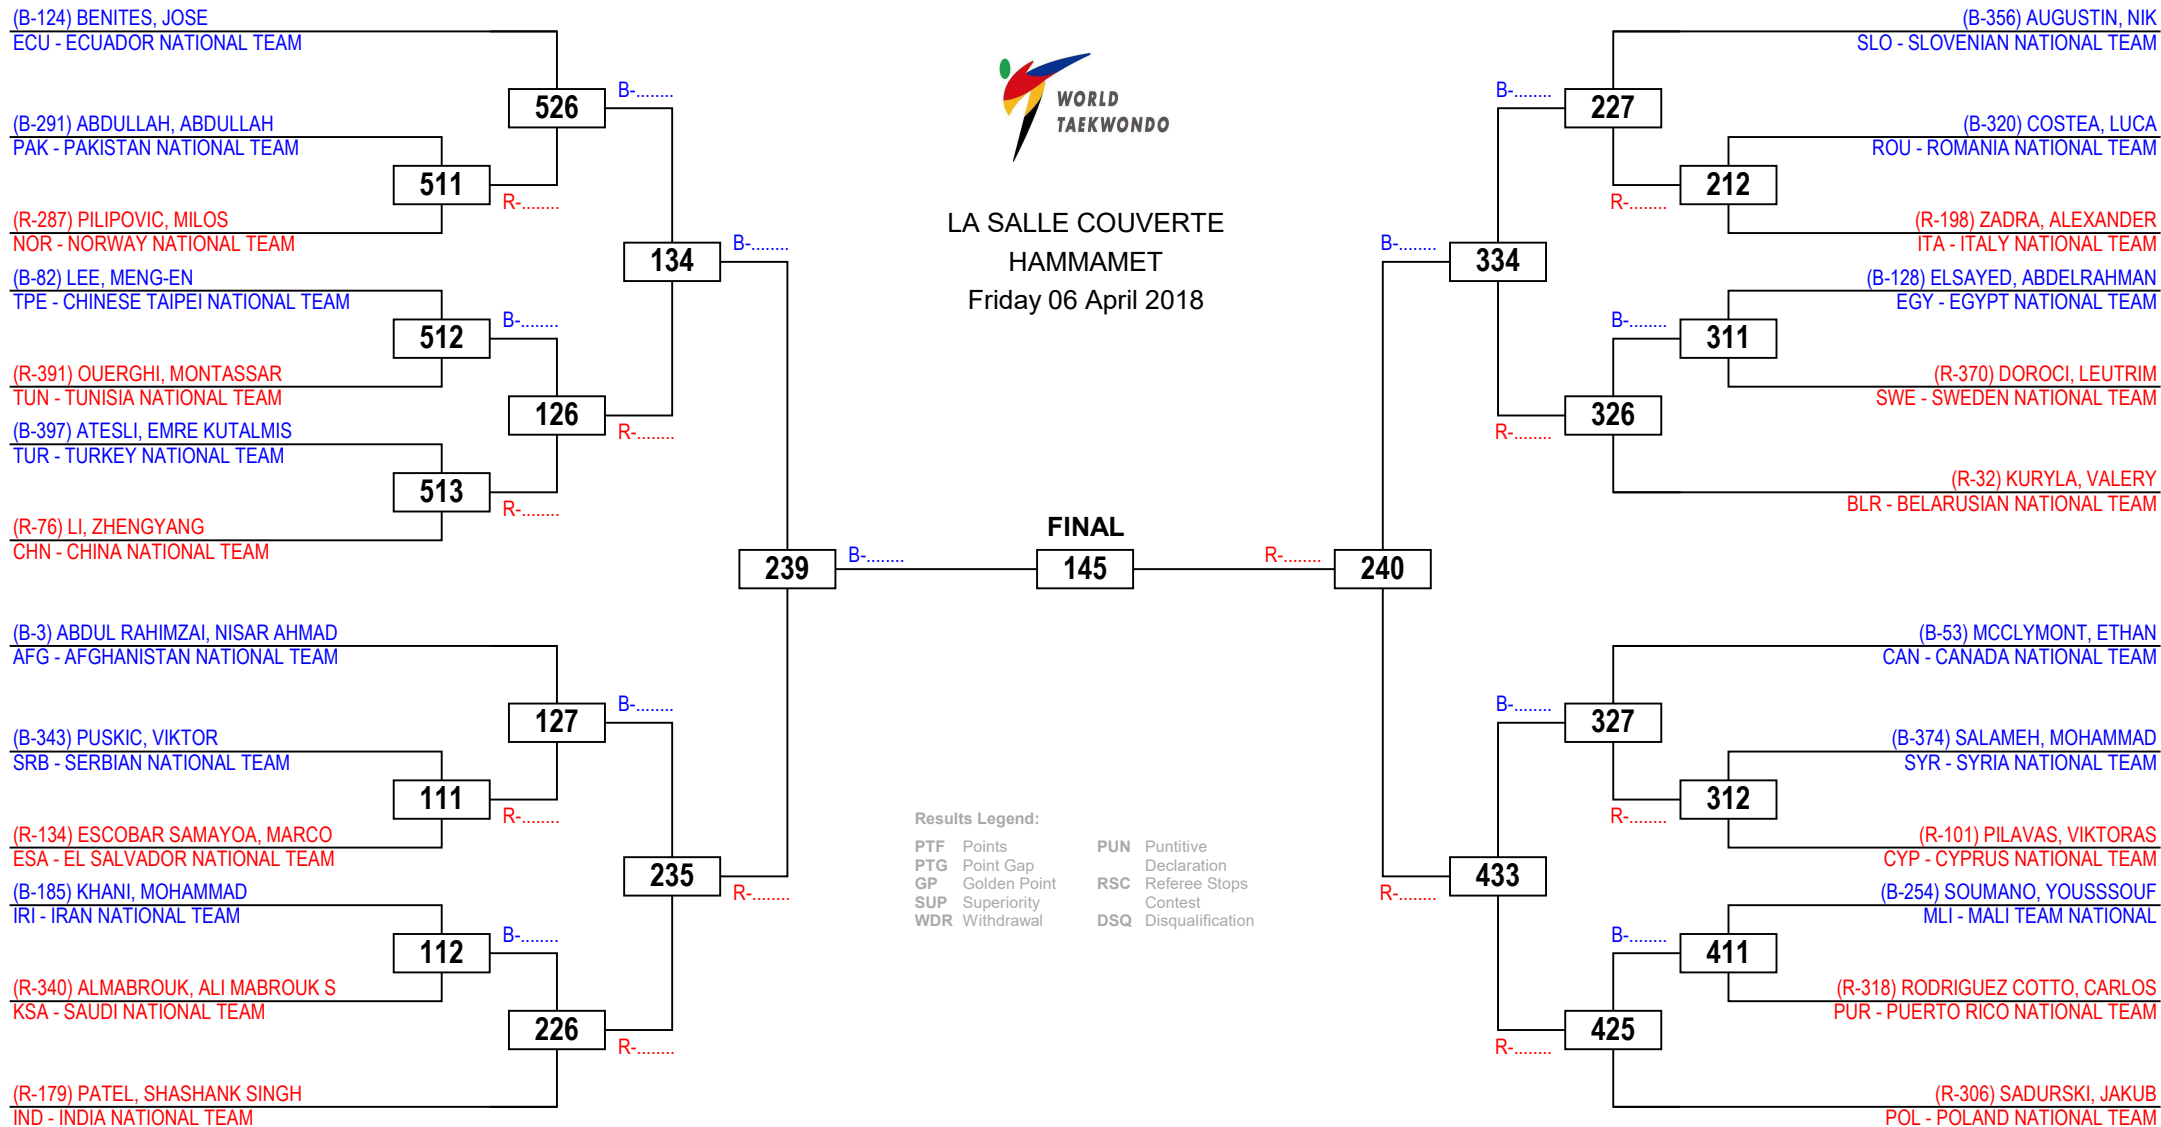 (B-124) BENITES, JOSE
ECU - ECUADOR NATIONAL TEAM
526
B-........
(B-291) ABDULLAH, ABDULLAH
PAK - PAKISTAN NATIONAL TEAM
511
R-........
(R-287) PILIPOVIC, MILOS
NOR - NORWAY NATIONAL TEAM
134
B-........
(B-82) LEE, MENG-EN
TPE - CHINESE TAIPEI NATIONAL TEAM
512
B-........
(R-391) OUERGHI, MONTASSAR
TUN - TUNISIA NATIONAL TEAM
126
R-........
(B-397) ATESLI, EMRE KUTALMIS
TUR - TURKEY NATIONAL TEAM
513
R-........
(R-76) LI, ZHENGYANG
CHN - CHINA NATIONAL TEAM
239
B-........
(B-3) ABDUL RAHIMZAI, NISAR AHMAD
AFG - AFGHANISTAN NATIONAL TEAM
127
B-........
(B-343) PUSKIC, VIKTOR
SRB - SERBIAN NATIONAL TEAM
111
R-........
(R-134) ESCOBAR SAMAYOA, MARCO
ESA - EL SALVADOR NATIONAL TEAM
235
R-........
(B-185) KHANI, MOHAMMAD
IRI - IRAN NATIONAL TEAM
112
B-........
(R-340) ALMABROUK, ALI MABROUK S
KSA - SAUDI NATIONAL TEAM
226
R-........
(R-179) PATEL, SHASHANK SINGH
IND - INDIA NATIONAL TEAM
WORLD
TAEKWONDO
LA SALLE COUVERTE
HAMMAMET
Friday 06 April 2018
FINAL
145
Results Legend:
PTF Points
PTG Point Gap
GP Golden Point
SUP Superiority
WDR Withdrawal
PUN Puntitive
Declaration
RSC Referee Stops
Contest
DSQ Disqualification
(B-356) AUGUSTIN, NIK
SLO - SLOVENIAN NATIONAL TEAM
B-........
227
(B-320) COSTEA, LUCA
ROU - ROMANIA NATIONAL TEAM
212
R-........
(R-198) ZADRA, ALEXANDER
ITA - ITALY NATIONAL TEAM
B-........
334
(B-128) ELSAYED, ABDELRAHMAN
EGY - EGYPT NATIONAL TEAM
B-........
311
(R-370) DOROCI, LEUTRIM
SWE - SWEDEN NATIONAL TEAM
326
R-........
(R-32) KURYLA, VALERY
BLR - BELARUSIAN NATIONAL TEAM
R-........
240
(B-53) MCCLYMONT, ETHAN
CAN - CANADA NATIONAL TEAM
B-........
327
(B-374) SALAMEH, MOHAMMAD
SYR - SYRIA NATIONAL TEAM
312
R-........
(R-101) PILAVAS, VIKTORAS
CYP - CYPRUS NATIONAL TEAM
433
R-........
(B-254) SOUMANO, YOUSSSOUF
MLI - MALI TEAM NATIONAL
B-........
411
(R-318) RODRIGUEZ COTTO, CARLOS
PUR - PUERTO RICO NATIONAL TEAM
425
R-........
(R-306) SADURSKI, JAKUB
POL - POLAND NATIONAL TEAM